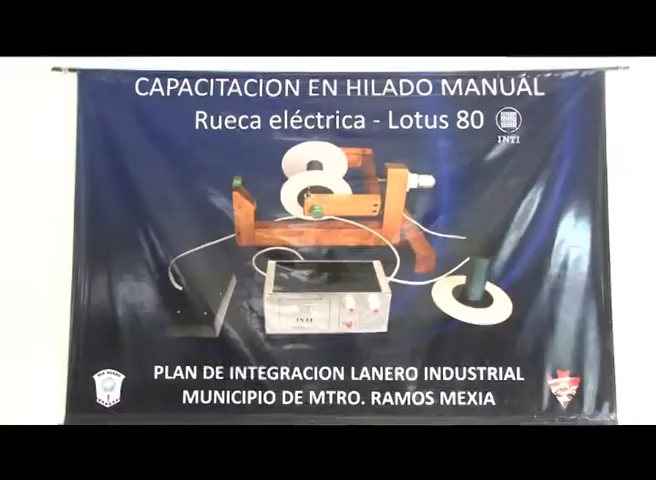 CAPACITACION EN HILADO MANUAL
Rueca eléctrica - Lotus 80
INTI
INTI
PLAN DE INTEGRACION LANERO INDUSTRIAL
MUNICIPIO DE MTRO. RAMOS MEXIA